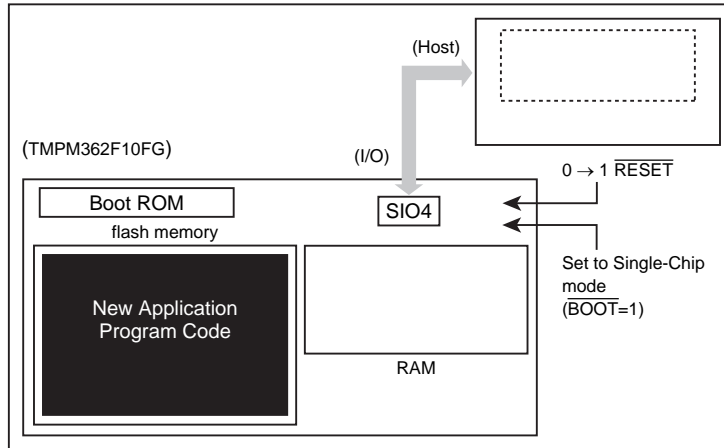 (Host)
(TMPM362F10FG)
(I/O)
0 → 1 RESET
Boot ROM
SIO4
flash memory
Set to Single-Chip
mode
(BOOT=1)
New Application
Program Code
RAM